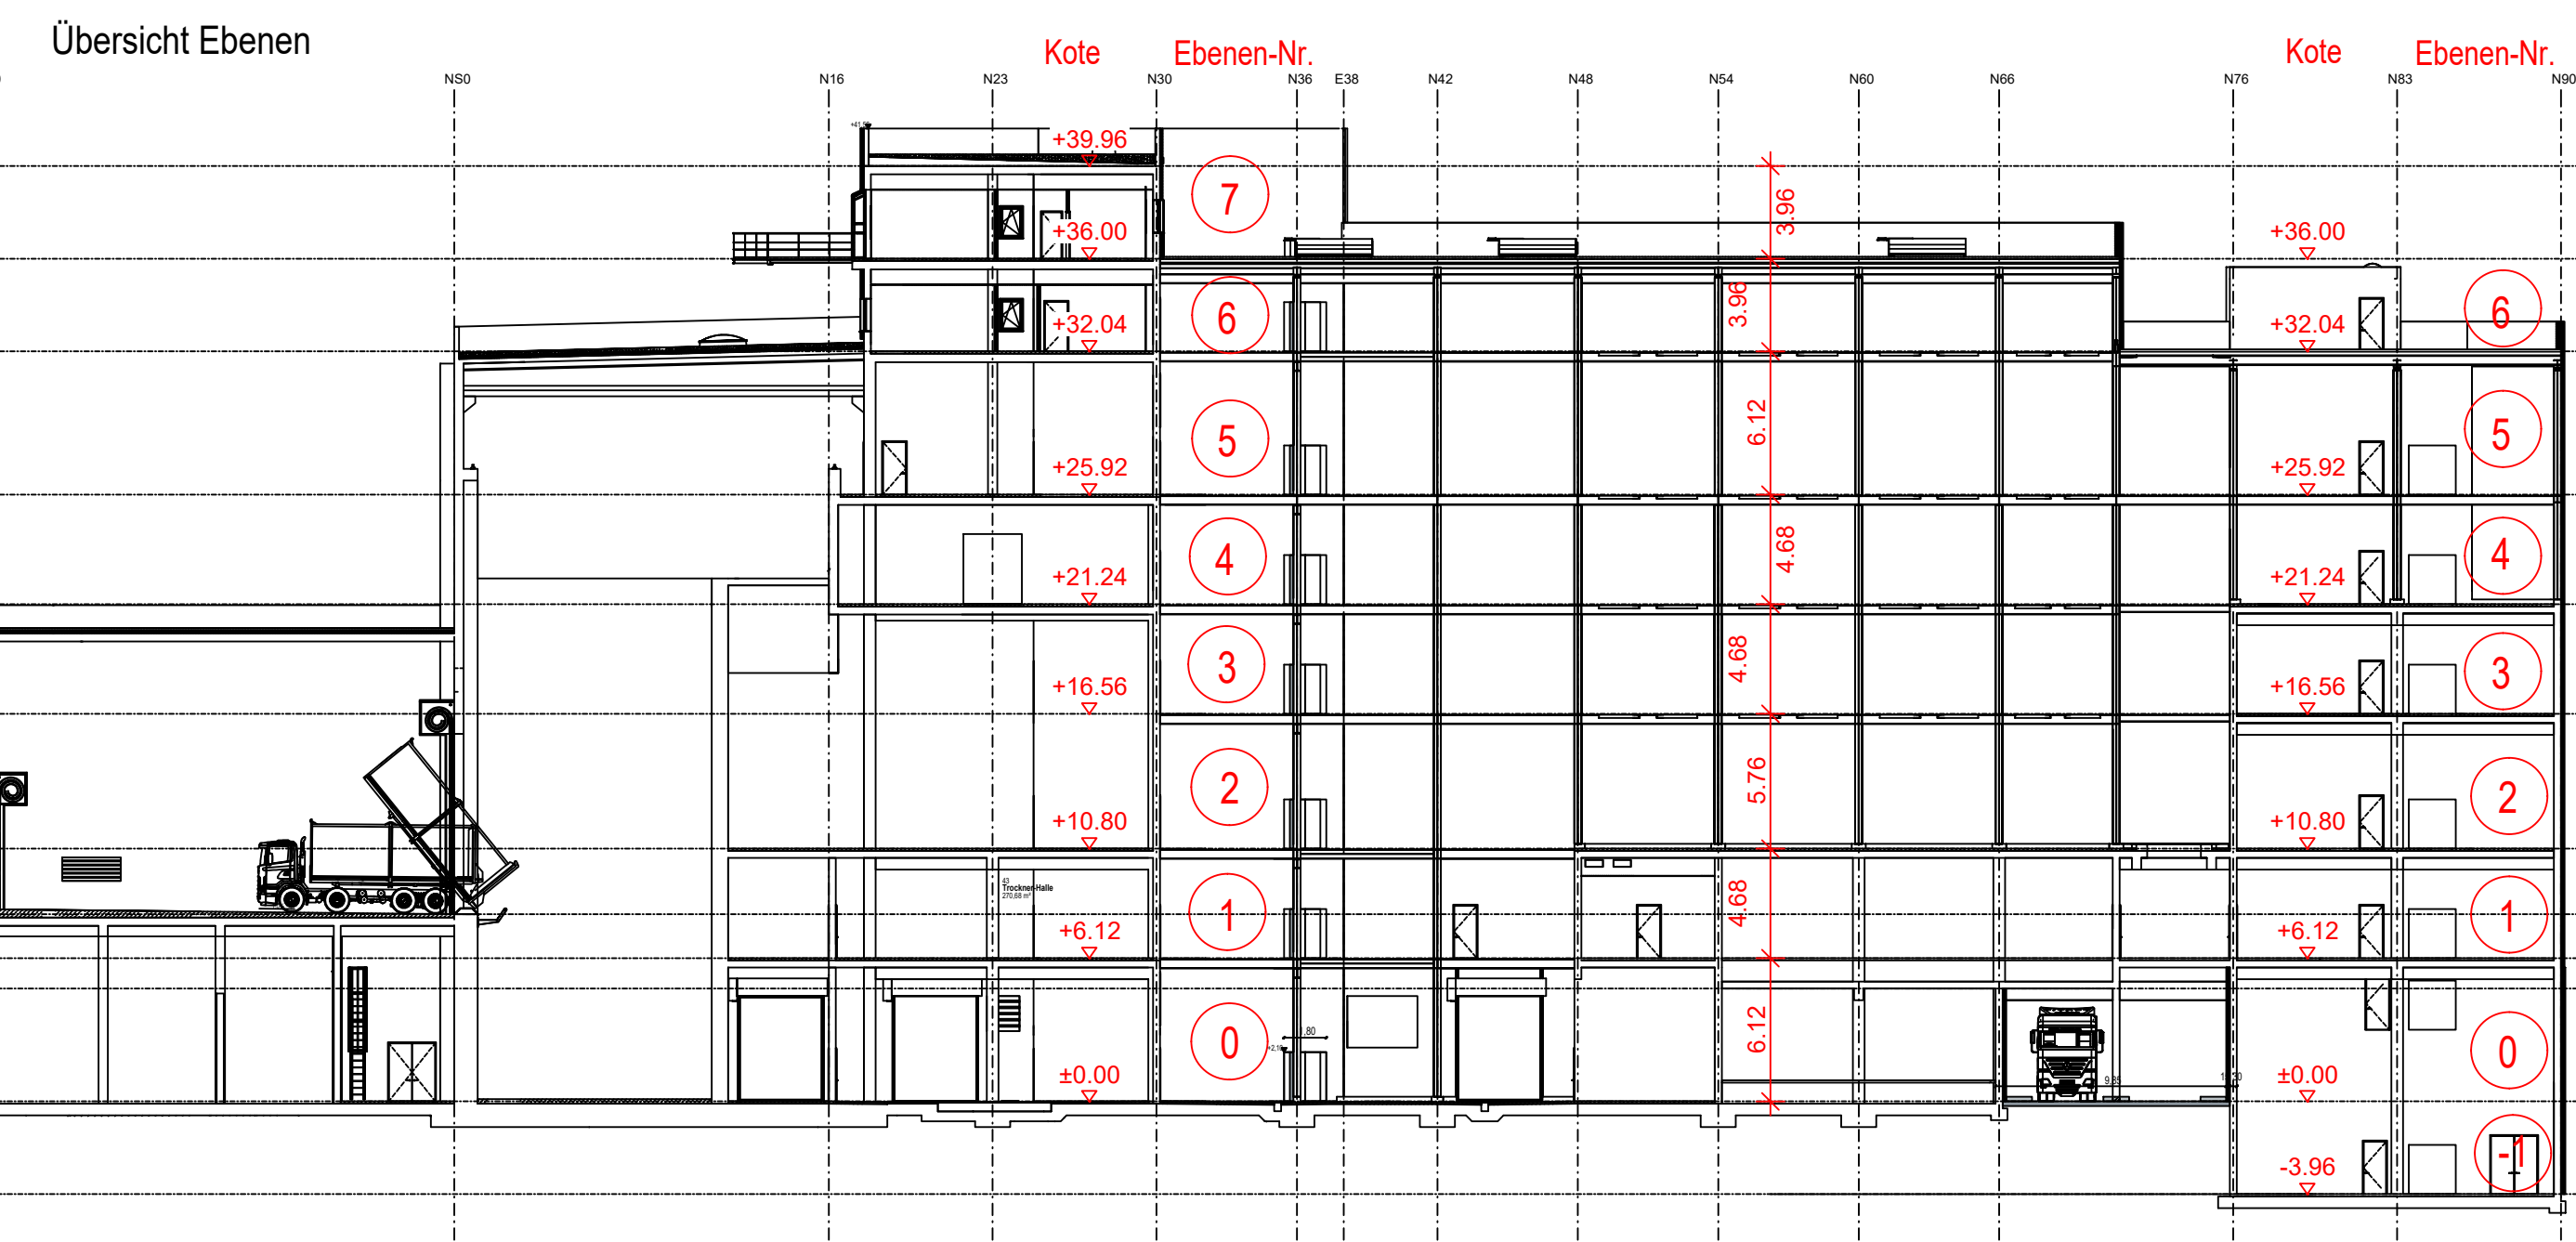 Übersicht Ebenen
Kote
Ebenen-Nr.
Kote
Ebenen-Nr.
NS0
N16
N23
N30
N36
E38
N42
N48
N54
N60
N66
N76
N83
N90
+39.96
7
3.96
+36.00
+36.00
6
3.96
6
+32.04
+32.04
5
6.12
5
+25.92
+25.92
4
4.68
4
+21.24
+21.24
3
4.68
3
+16.56
+16.56
2
5.76
2
+10.80
+10.80
43
Trockner-Halle
270,68 m²
1
4.68
1
+6.12
+6.12
0
6.12
0
±0.00
±0.00
-1
-3.96